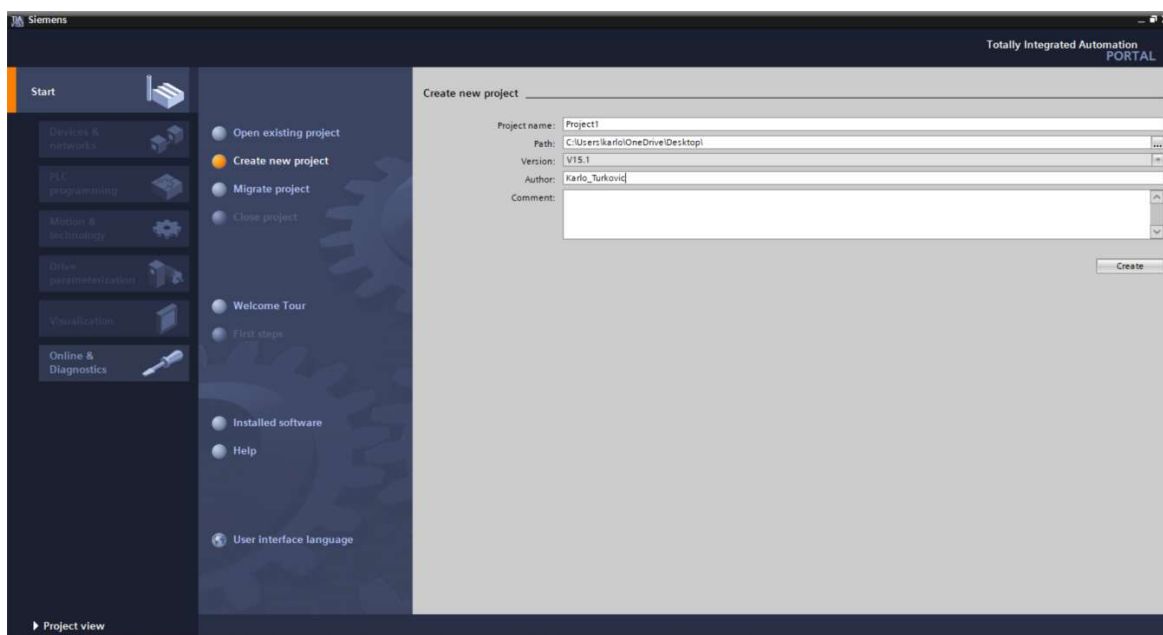 Siemens
Totally Integrated Automation
PORTAL
Start
Devices &
networks
PLC
programming
Motion &
technology
Drive
parameterization
Visualization
Online &
Diagnostics
Open existing project
Create new project
Migrate project
Close project
Welcome Tour
First steps
Installed software
Help
User interface language
Create new project
Project name: Project1
Path: C:\Users\karlo\OneDrive\Desktop\
...
Version: V15.1
Author: Karlo_Turkovic
Comment:
Create
Project view